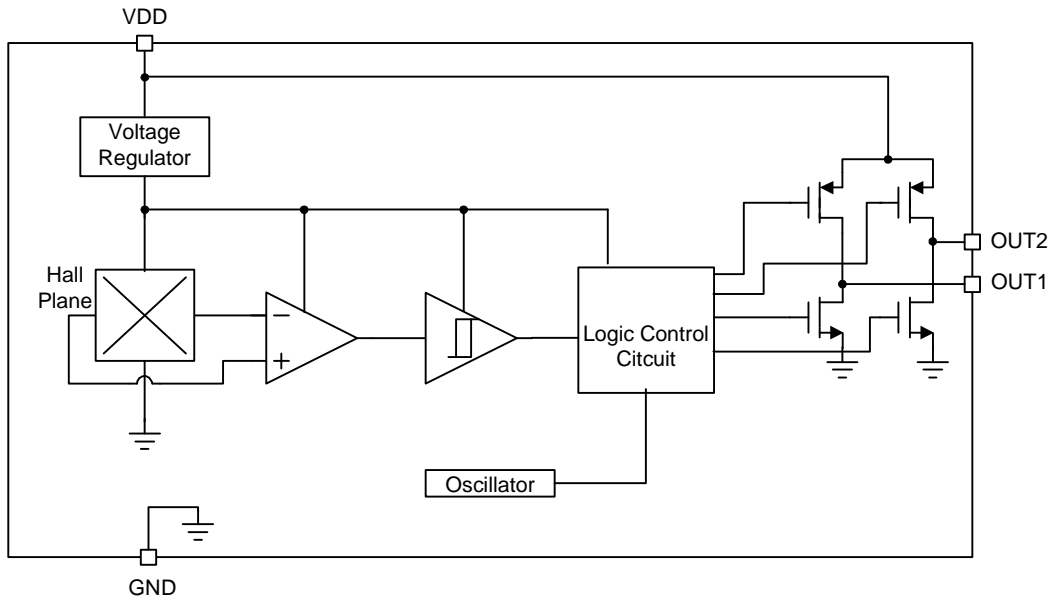 VDD
Voltage
Regulator
Hall
Plane
−
+
Logic Control
Citcuit
OUT2
OUT1
Oscillator
GND